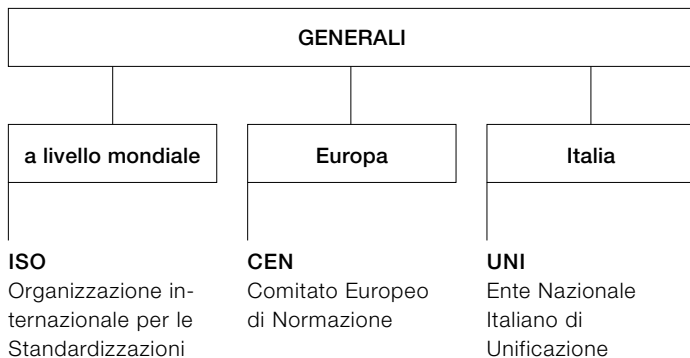 GENERALI
a livello mondiale
Europa
Italia
ISO
Organizzazione in-
ternazionale per le
Standardizzazioni
CEN
Comitato Europeo
di Normazione
UNI
Ente Nazionale
Italiano di
Unificazione